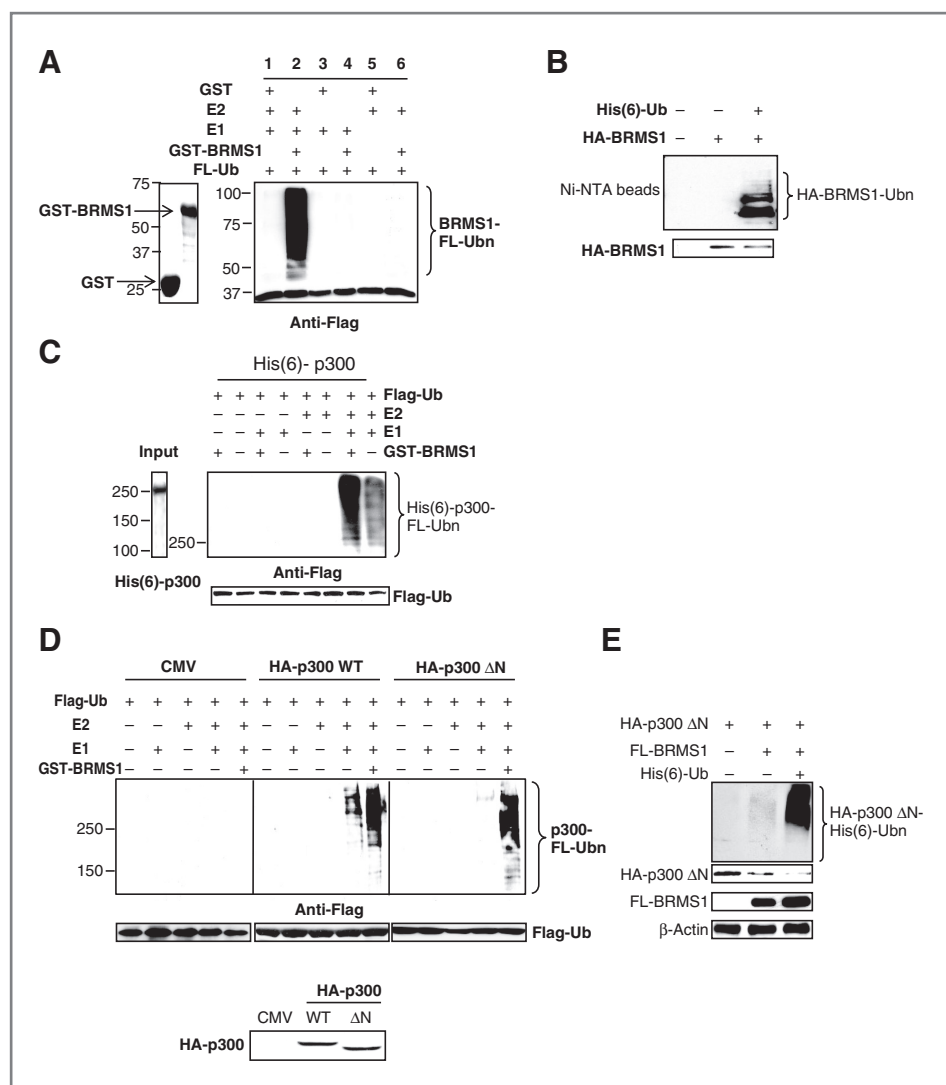 A
1 2 3 4 5 6
GST + + +
E2 + + + +
E1 + + + +
GST-BRMS1 + + +
FL-Ub + + + + + +
75
GST-BRMS1
50
37
GST
25
100
75
50
37
BRMS1-
FL-Ubn
Anti-Flag
B
His(6)-Ub – – +
HA-BRMS1 – + +
Ni-NTA beads
HA-BRMS1-Ubn
HA-BRMS1
C
His(6)- p300
+ + + + + + + + Flag-Ub
– – – – + + + + E2
– – + + – – + + E1
+ – + – + – + – GST-BRMS1
Input
250
150
100
His(6)-p300
250
His(6)-p300-
FL-Ubn
Anti-Flag
Flag-Ub
D
CMV HA-p300 WT HA-p300 ΔN
Flag-Ub + + + + + + + + + + + + + + +
E2 – – + + + – – + + + – – + + +
E1 – + – + + – + – + + – + – + +
GST-BRMS1 – – – – + – – – – + – – – – +
250
150
p300-
FL-Ubn
Anti-Flag
Flag-Ub
HA-p300
CMV WT ΔN
HA-p300
E
HA-p300 ΔN + + +
FL-BRMS1 – + +
His(6)-Ub – – +
HA-p300 ΔN-
His(6)-Ubn
HA-p300 ΔN
FL-BRMS1
β-Actin